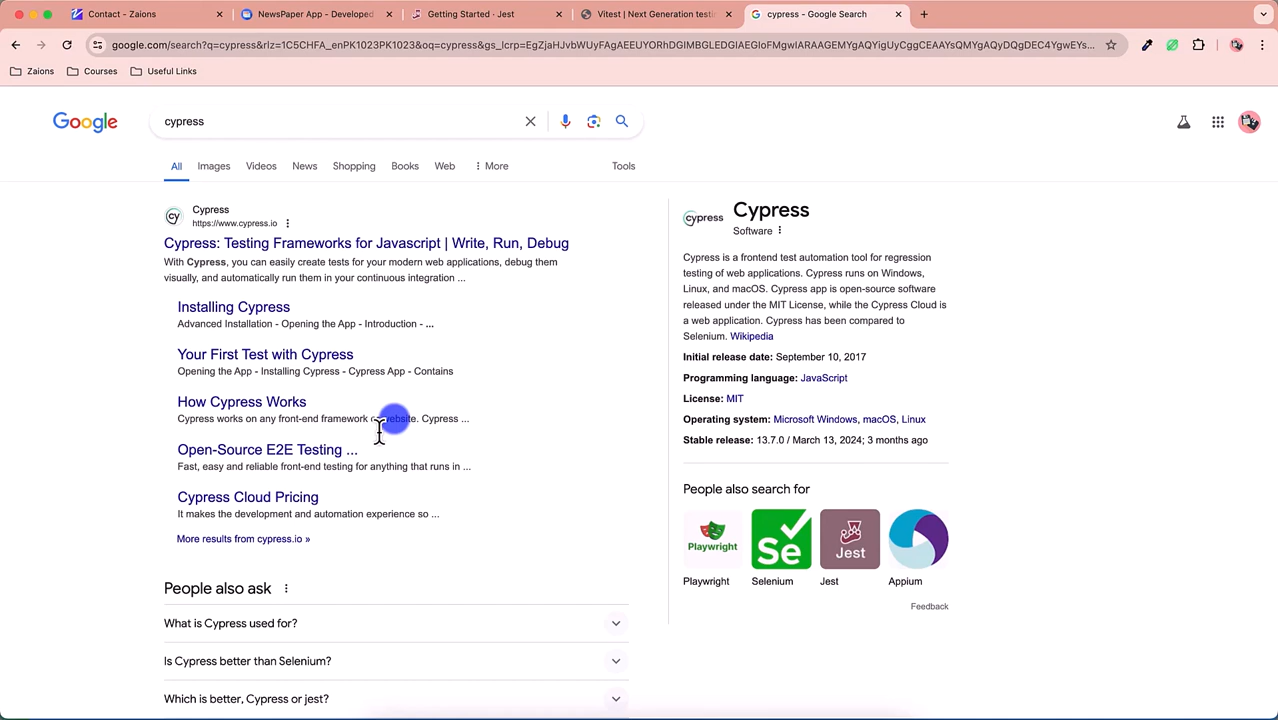 Contact - Zaions
NewsPaper App - Developed
Getting Started · Jest
Vitest | Next Generation testi
cypress - Google Search
google.com/search?q=cypress&rlz=1C5CHFA_enPK1023PK1023&oq=cypress&gs_lcrp=EgZjaHJvbWUyFAgAEEUYORhDGIMBGLEDGIAEGIoFMgwIARAAGEMYgAQYigUyCggCEAAYsQMYgAQyDQgDEC4YgwEYs...
Zaions
Courses
Useful Links
Google
cypress
All
Images
Videos
News
Shopping
Books
Web
More
Tools
Cypress
https://www.cypress.io
Cypress: Testing Frameworks for Javascript | Write, Run, Debug
With Cypress, you can easily create tests for your modern web applications, debug them
visually, and automatically run them in your continuous integration ...
Installing Cypress
Advanced Installation - Opening the App - Introduction - ...
Your First Test with Cypress
Opening the App - Installing Cypress - Cypress App - Contains
How Cypress Works
Cypress works on any front-end framework or website. Cypress ...
Open-Source E2E Testing ...
Fast, easy and reliable front-end testing for anything that runs in ...
Cypress Cloud Pricing
It makes the development and automation experience so ...
More results from cypress.io »
People also ask
What is Cypress used for?
Is Cypress better than Selenium?
Which is better, Cypress or jest?
cypress
Cypress
Software
Cypress is a frontend test automation tool for regression
testing of web applications. Cypress runs on Windows,
Linux, and macOS. Cypress app is open-source software
released under the MIT License, while the Cypress Cloud is
a web application. Cypress has been compared to
Selenium. Wikipedia
Initial release date: September 10, 2017
Programming language: JavaScript
License: MIT
Operating system: Microsoft Windows, macOS, Linux
Stable release: 13.7.0 / March 13, 2024; 3 months ago
People also search for
Playwright
Se
Jest
Playwright
Selenium
Jest
Appium
Feedback